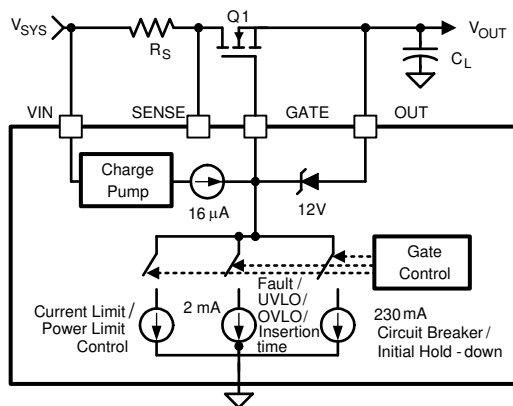 Q1
VSYS
RS
VOUT
CL
VIN
SENSE
GATE
OUT
Charge
Pump
16 µA
12V
Gate
Control
Current Limit /
Power Limit
Control
2 mA
Fault /
UVLO/
OVLO/
Insertion
time
230 mA
Circuit Breaker /
Initial Hold - down